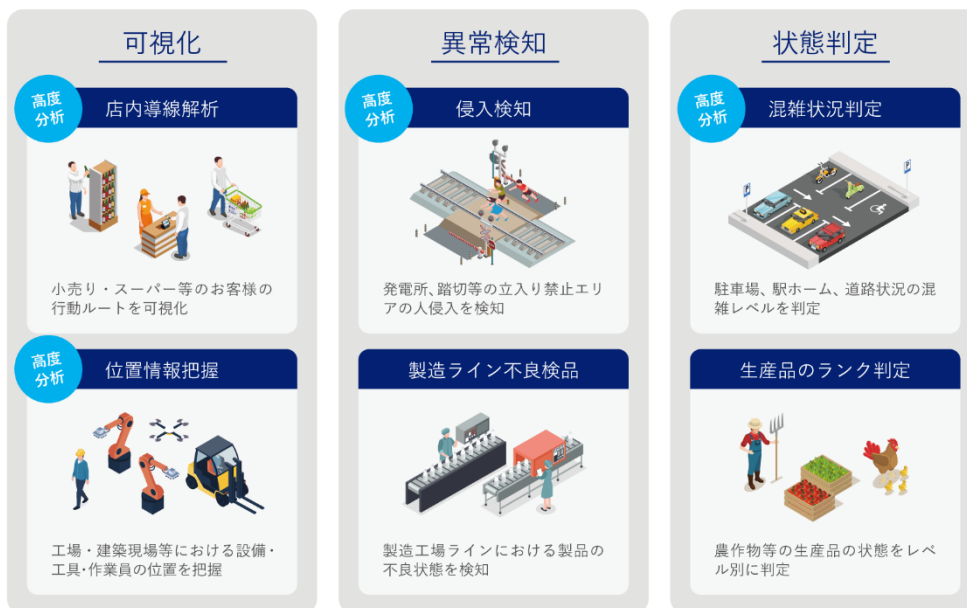 可視化
高度
分析
店内導線解析
小売り・スーパー等のお客様の
行動ルートを可視化
高度
分析
位置情報把握
工場・建築現場等における設備・
工具・作業員の位置を把握
異常検知
高度
分析
侵入検知
発電所、踏切等の立入り禁止エリ
アの人侵入を検知
製造ライン不良検品
製造工場ラインにおける製品の
不良状態を検知
状態判定
高度
分析
混雑状況判定
P
P
駐車場、駅ホーム、道路状況の混
雑レベルを判定
生産品のランク判定
農作物等の生産品の状態をレベ
ル別に判定